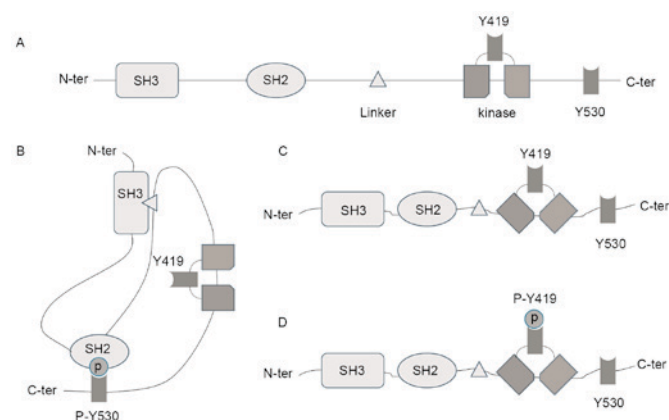 A
Y419
N-ter
SH3
SH2
C-ter
Linker
kinase
Y530
B
N-ter
SH3
Y419
SH2
p
C-ter
P-Y530
C
Y419
N-ter
SH3
SH2
C-ter
Y530
D
P-Y419
p
N-ter
SH3
SH2
C-ter
Y530